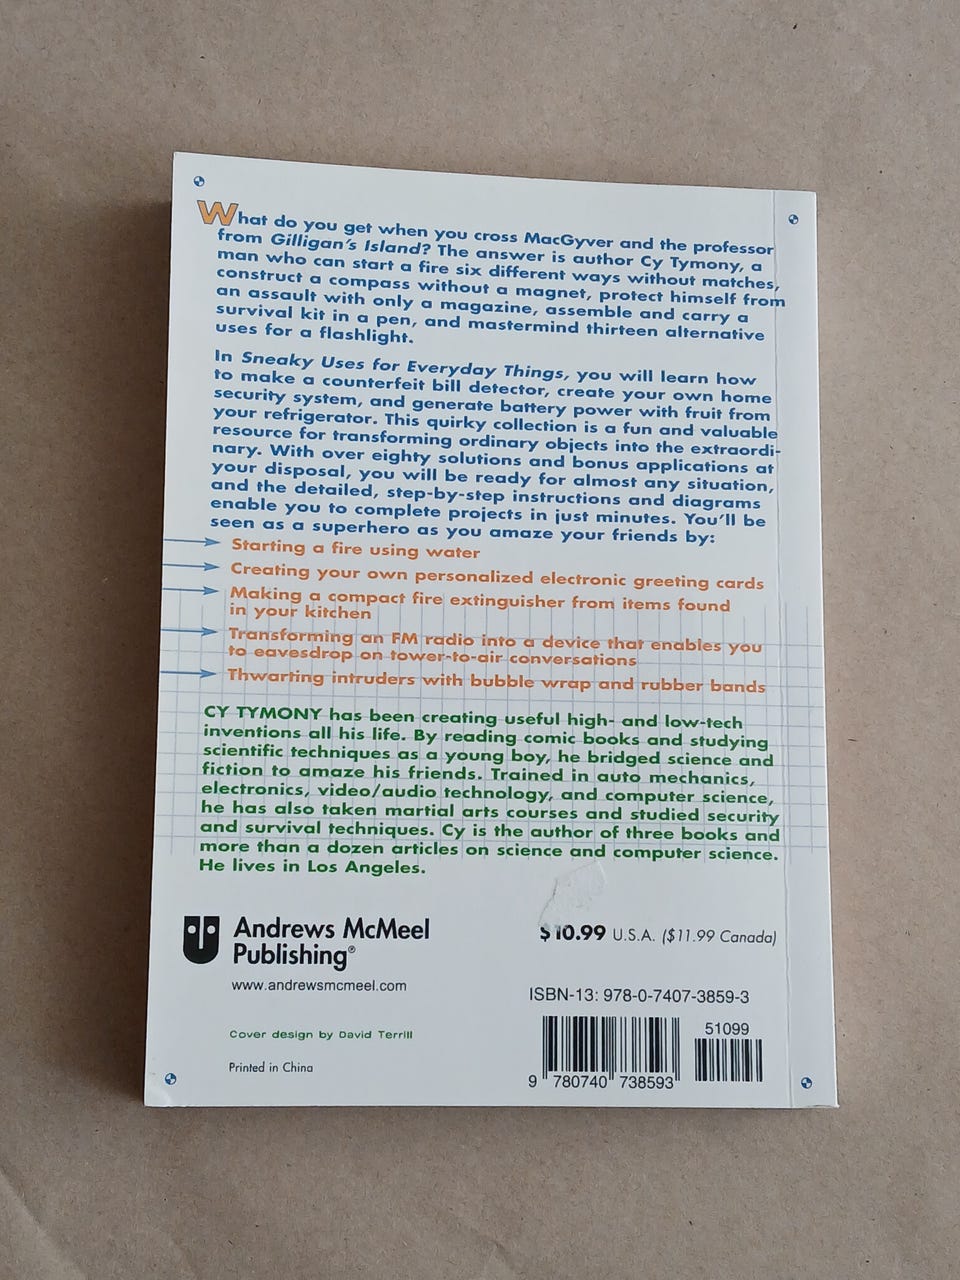 What do you get when you cross MacGyver and the professor
from Gilligan's Island? The answer is author Cy Tymony, a
man who can start a fire six different ways without matches,
construct a compass without a magnet, protect himself from
an assault with only a magazine, assemble and carry a
survival kit in a pen, and mastermind thirteen alternative
uses for a flashlight.
In Sneaky Uses for Everyday Things, you will learn how
to make a counterfeit bill detector, create your own home
security system, and generate battery power with fruit from
your refrigerator. This quirky collection is a fun and valuable
resource for transforming ordinary objects into the extraordi-
nary. With over eighty solutions and bonus applications at
your disposal, you will be ready for almost any situation,
and the detailed, step-by-step instructions and diagrams
enable you to complete projects in just minutes. You'll be
seen as a superhero as you amaze your friends by:
Starting a fire using water
Creating your own personalized electronic greeting cards
Making a compact fire extinguisher from items found
in your kitchen
Transforming an FM radio into a device that enables you
to eavesdrop on tower-to-air conversations
Thwarting intruders with bubble wrap and rubber bands
CY TYMONY has been creating useful high- and low-tech
inventions all his life. By reading comic books and studying
scientific techniques as a young boy, he bridged science and
fiction to amaze his friends. Trained in auto mechanics,
electronics, video/audio technology, and computer science,
he has also taken martial arts courses and studied security
and survival techniques. Cy is the author of three books and
more than a dozen articles on science and computer science.
He lives in Los Angeles.
Andrews McMeel
Publishing®
www.andrewsmcmeel.com
$10.99 U.S.A. ($11.99 Canada)
ISBN-13: 978-0-7407-3859-3
51099
9 780740 738593
Cover design by David Terrill
Printed in China